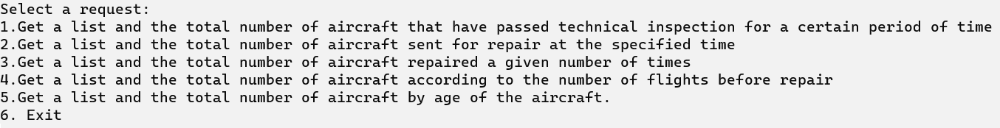 Select a request:
1.Get a list and the total number of aircraft that have passed technical inspection for a certain period of time
2.Get a list and the total number of aircraft sent for repair at the specified time
3.Get a list and the total number of aircraft repaired a given number of times
4.Get a list and the total number of aircraft according to the number of flights before repair
5.Get a list and the total number of aircraft by age of the aircraft.
6. Exit